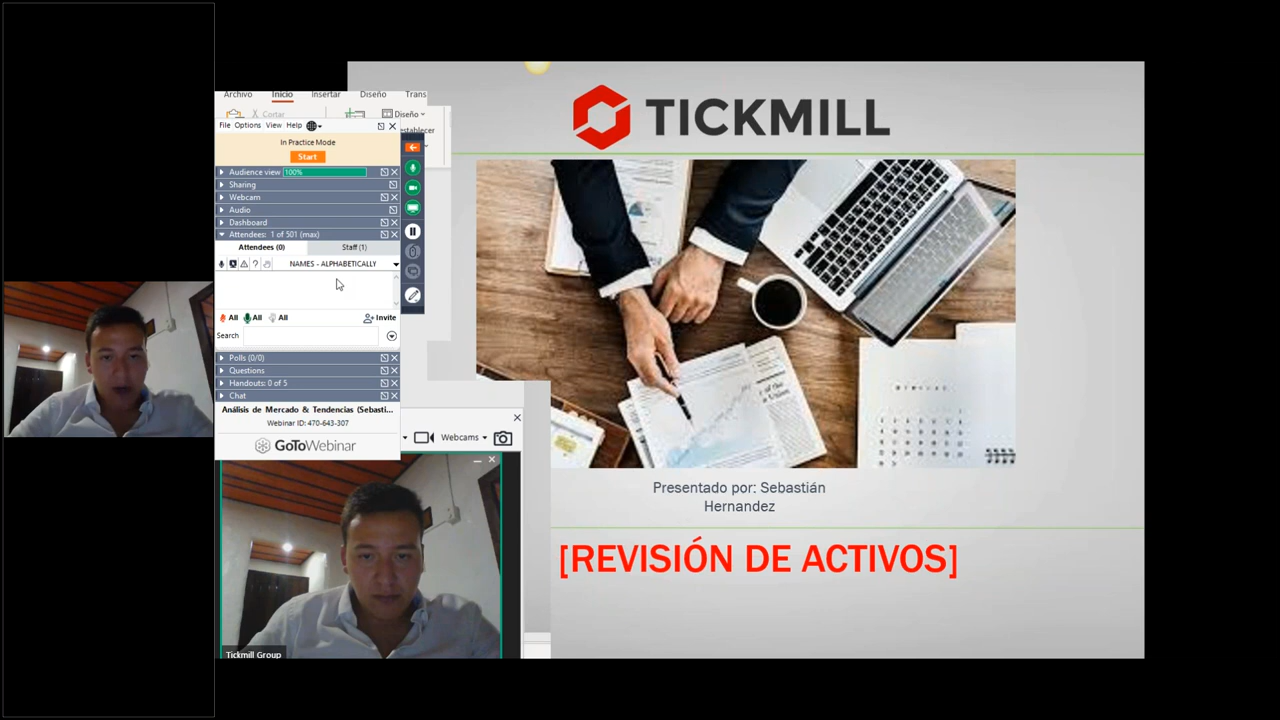 Archivo Inicio Insertar Diseño Trans
Cortar
Diseño
establecer
File Options View Help
In Practice Mode
Start
Audience view 100%
Sharing
Webcam
Audio
Dashboard
Attendees: 1 of 501 (max)
Attendees (0) Staff (1)
NAMES - ALPHABETICALLY
All All All Invite
Search
Polls (0/0)
Questions
Handouts: 0 of 5
Chat
Análisis de Mercado & Tendencias (Sebasti...
Webinar ID: 470-643-307
GoToWebinar
Webcams
Tickmill Group
TICKMILL
Presentado por: Sebastián
Hernandez
[REVISIÓN DE ACTIVOS]